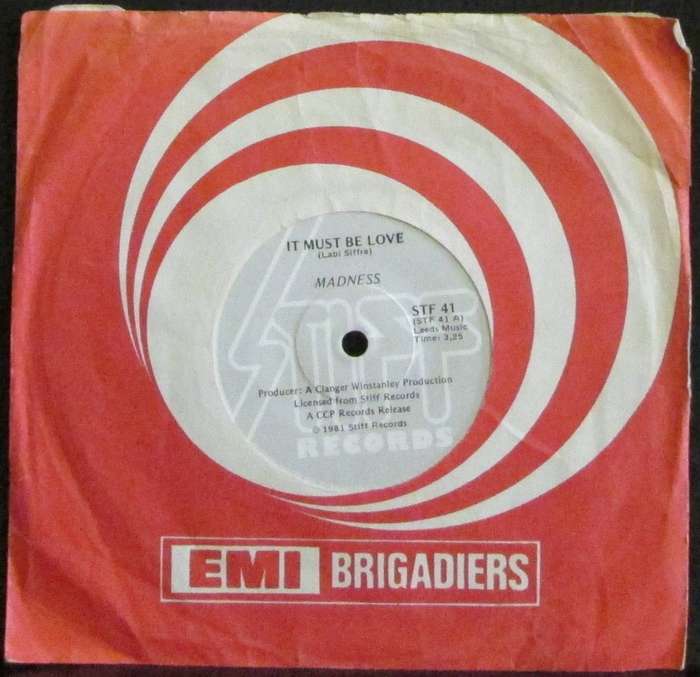 IT MUST BE LOVE
(Labi Siffre)
MADNESS
STF 41
(STF 41 A)
Leeds Music
Time: 3,25
STIFF
Producer: A Clanger Winstanley Production
Licensed from Stiff Records
A CCP Records Release
© 1981 Stiff Records
RECORDS
EMI BRIGADIERS